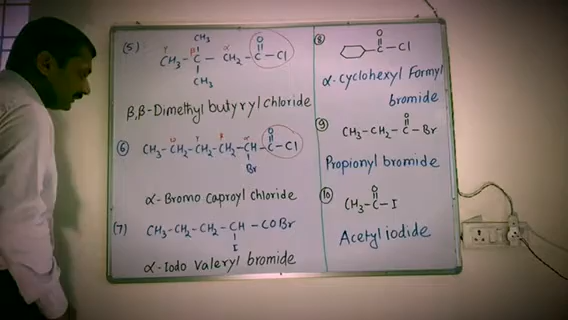 (5)
CH₃
γ β α O
CH₃ - C - CH₂ - C - Cl
CH₃
β,β-Dimethyl butyryl chloride
(6)
α O
CH₃-CH₂-CH₂-CH₂-CH-C-Cl
Br
α-Bromo caproyl chloride
(7) CH₃-CH₂-CH₂-CH-COBr
I
α-Iodo Valeryl bromide
(8)
O
C-Cl
α-Cyclohexyl Formyl
bromide
(9)
O
CH₃-CH₂-C-Br
Propionyl bromide
(10)
O
CH₃-C-I
Acetyl iodide